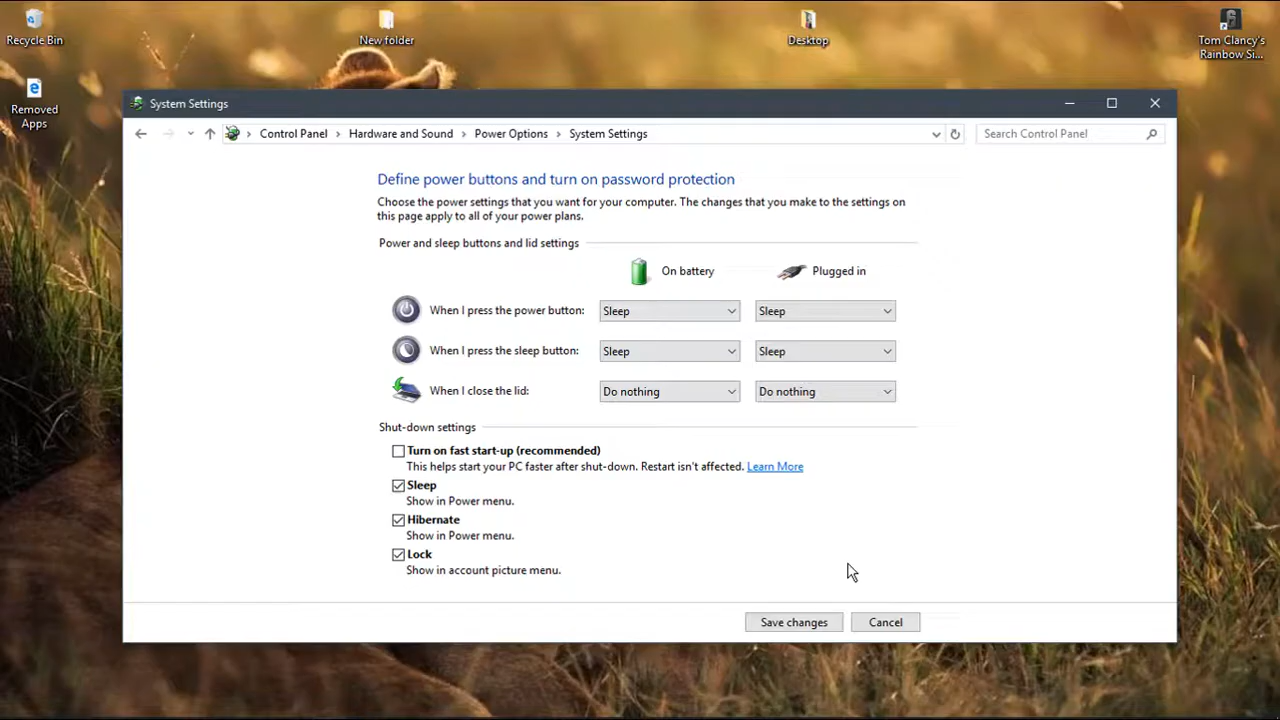 Recycle Bin
New folder
Desktop
Tom Clancy's
Rainbow Si...
Removed
Apps
System Settings
Control Panel
Hardware and Sound
Power Options
System Settings
Search Control Panel
Define power buttons and turn on password protection
Choose the power settings that you want for your computer. The changes that you make to the settings on
this page apply to all of your power plans.
Power and sleep buttons and lid settings
On battery
Plugged in
When I press the power button:
Sleep
Sleep
When I press the sleep button:
Sleep
Sleep
When I close the lid:
Do nothing
Do nothing
Shut-down settings
Turn on fast start-up (recommended)
This helps start your PC faster after shut-down. Restart isn't affected. Learn More
Sleep
Show in Power menu.
Hibernate
Show in Power menu.
Lock
Show in account picture menu.
Save changes
Cancel